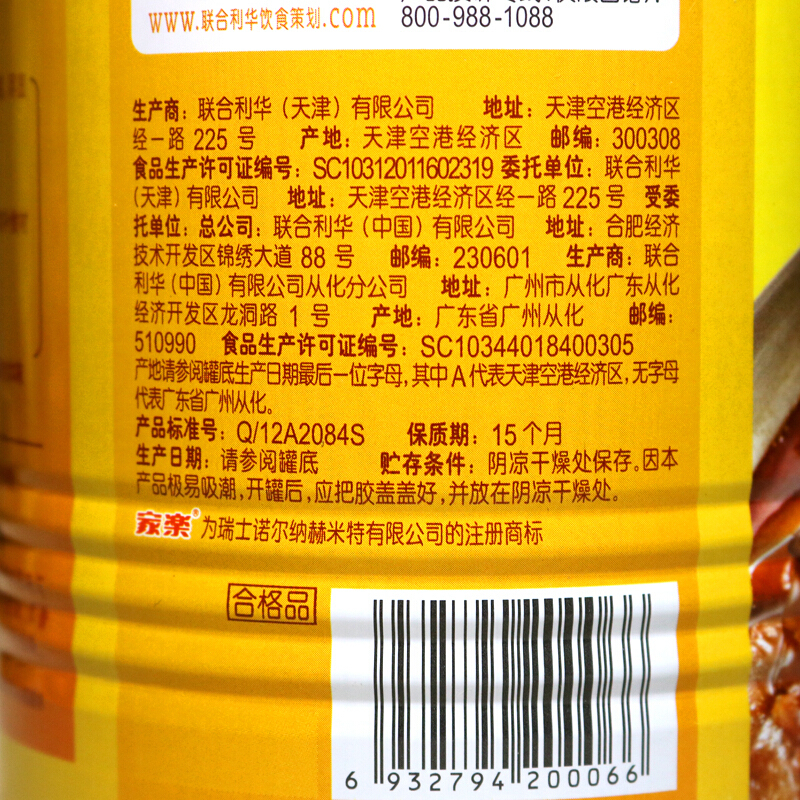 www.联合利华饮食策划.com
800-988-1088
生产商：联合利华（天津）有限公司 地址：天津空港经济区
经一路225号 产地：天津空港经济区 邮编：300308
食品生产许可证编号：SC10312011602319 委托单位：联合利华
(天津）有限公司 地址：天津空港经济区经一路225号 受委
托单位：总公司：联合利华（中国）有限公司 地址：合肥经济
技术开发区锦绣大道88号 邮编：230601 生产商：联合
利华（中国）有限公司从化分公司 地址：广州市从化广东从化
经济开发区龙洞路1号 产地：广东省广州从化 邮编：
510990 食品生产许可证编号：SC10344018400305
产地请参阅罐底生产日期最后一位字母，其中A代表天津空港经济区，无字母
代表广东省广州从化。
产品标准号：Q/12A2084S 保质期：15个月
生产日期：请参阅罐底 贮存条件：阴凉干燥处保存。因本
产品极易吸潮，开罐后，应把胶盖盖好，并放在阴凉干燥处。
家楽®为瑞士诺尔纳赫米特有限公司的注册商标
合格品
6 932794 200066